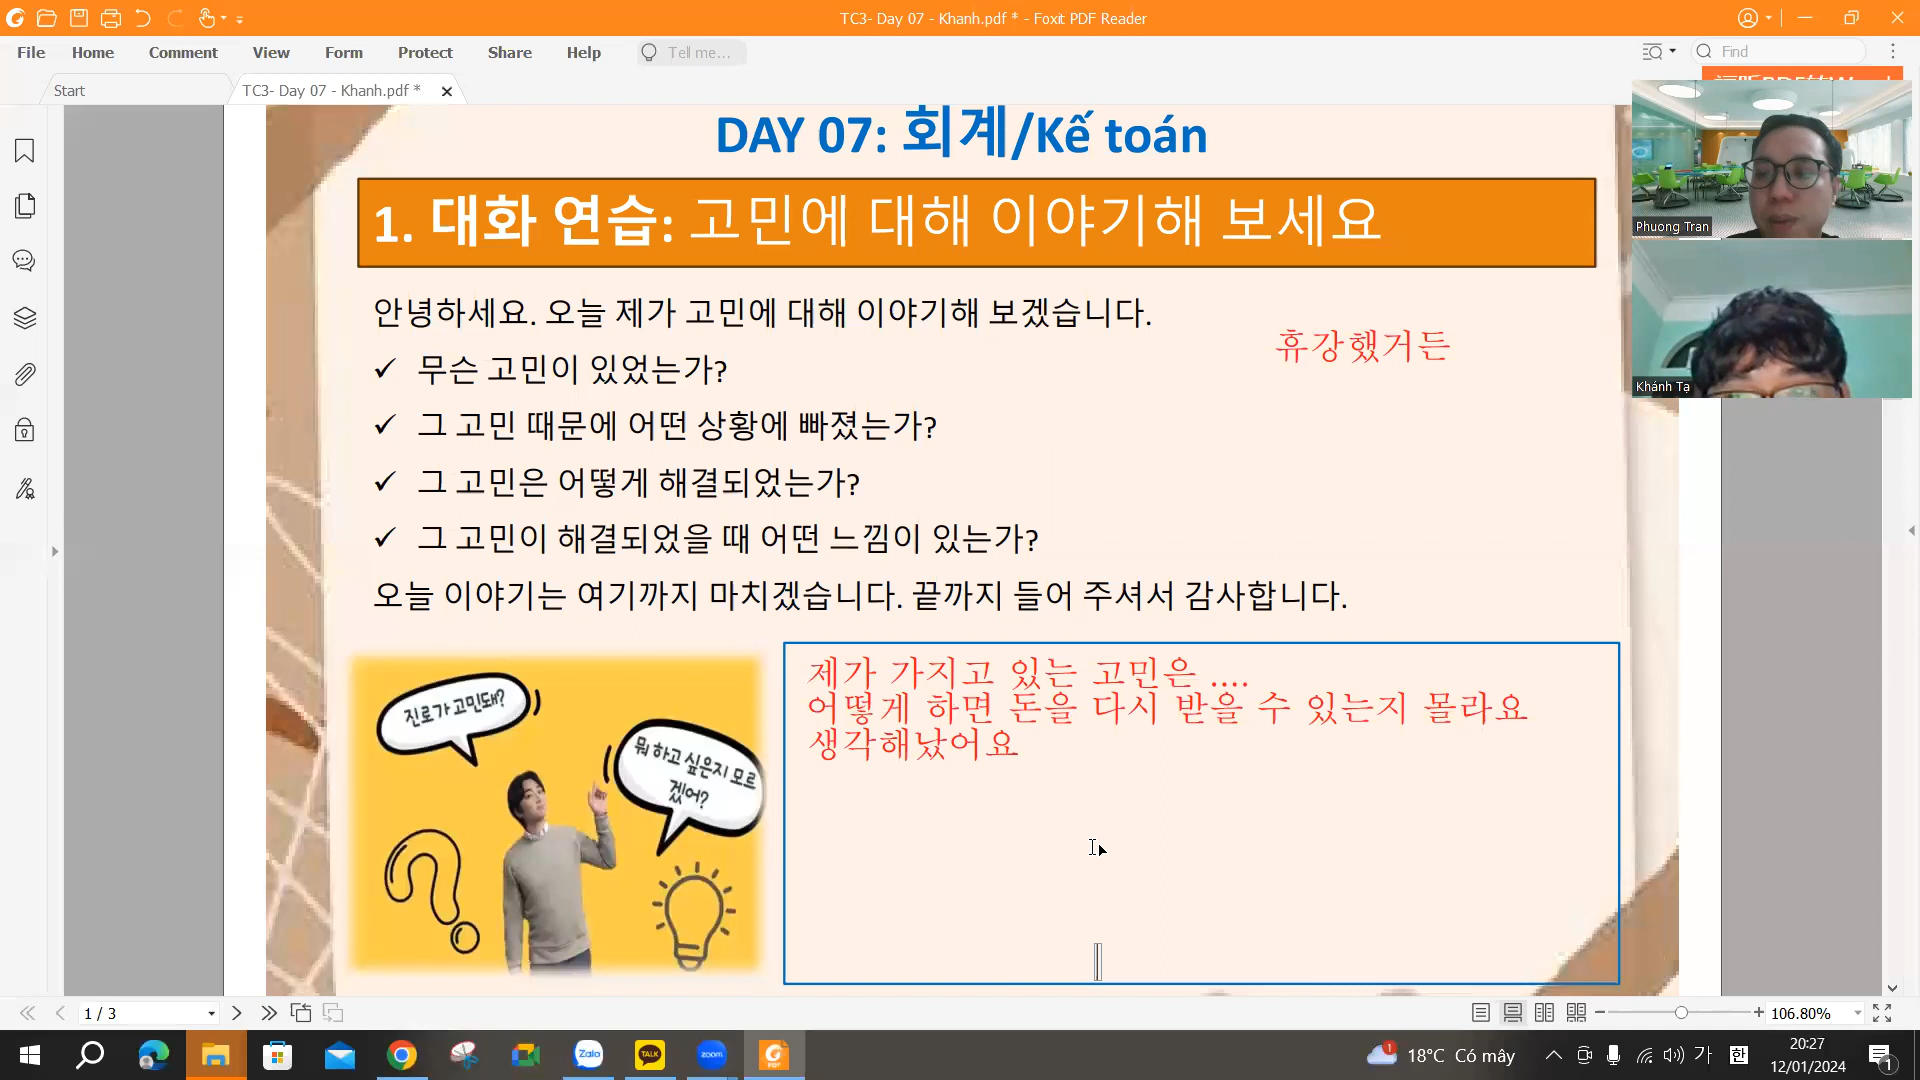 TC3- Day 07 - Khanh.pdf * - Foxit PDF Reader
File Home Comment View Form Protect Share Help Tell me... Find
Start TC3- Day 07 - Khanh.pdf *
DAY 07: 회계/Kế toán
1. 대화 연습: 고민에 대해 이야기해 보세요
안녕하세요. 오늘 제가 고민에 대해 이야기해 보겠습니다.
휴강했거든
✓ 무슨 고민이 있었는가?
✓ 그 고민 때문에 어떤 상황에 빠졌는가?
✓ 그 고민은 어떻게 해결되었는가?
✓ 그 고민이 해결되었을 때 어떤 느낌이 있는가?
오늘 이야기는 여기까지 마치겠습니다. 끝까지 들어 주셔서 감사합니다.
진로가 고민돼?
뭐 하고 싶은지 모르
겠어?
제가 가지고 있는 고민은 ....
어떻게 하면 돈을 다시 받을 수 있는지 몰라요
생각해났어요
Phuong Tran
Khánh Tạ
1 / 3
106.80%
Zalo
TALK
zoom
PDF
1
18°C Có mây
가
한
20:27
12/01/2024
1